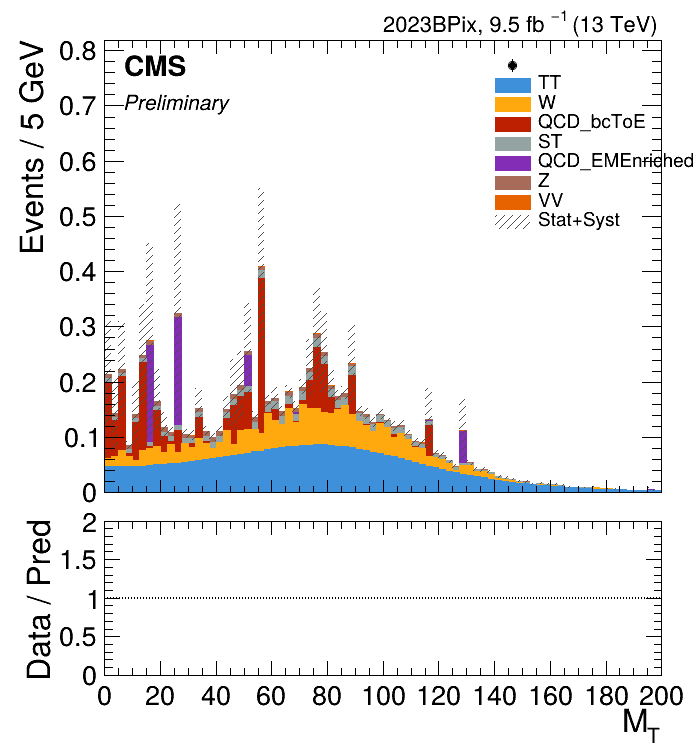 2023BPix, 9.5 fb⁻¹ (13 TeV)
Events / 5 GeV
0.8
0.7
0.6
0.5
0.4
0.3
0.2
0.1
0
CMS
Preliminary
TT
W
QCD_bcToE
ST
QCD_EMEnriched
Z
VV
Stat+Syst
Data / Pred
2
1.5
1
0.5
0
0 20 40 60 80 100 120 140 160 180 200
M_T